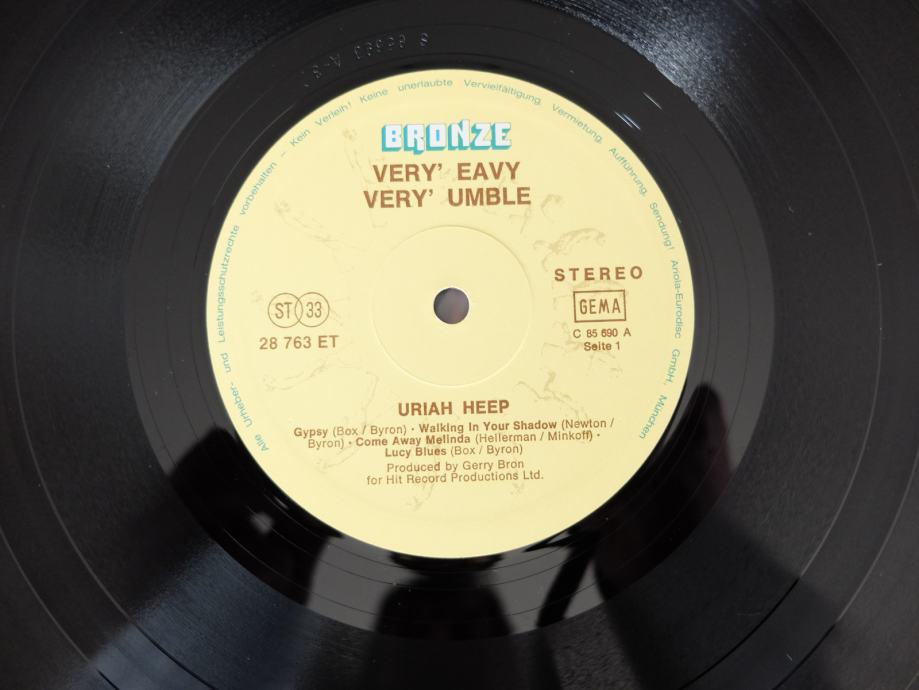 BRONZE
VERY' EAVY
VERY' UMBLE
STEREO
GEMA
C 85 690 A
Seite 1
ST 33
28 763 ET
URIAH HEEP
Gypsy (Box / Byron) · Walking In Your Shadow (Newton /
Byron) · Come Away Melinda (Hellerman / Minkoff) ·
Lucy Blues (Box / Byron)
Produced by Gerry Bron
for Hit Record Productions Ltd.
Alle Urheber- und Leistungsschutzrechte vorbehalten – Kein Verleih! Keine unerlaubte Vervielfältigung, Vermietung, Aufführung, Sendung! Ariola-Eurodisc GmbH, München